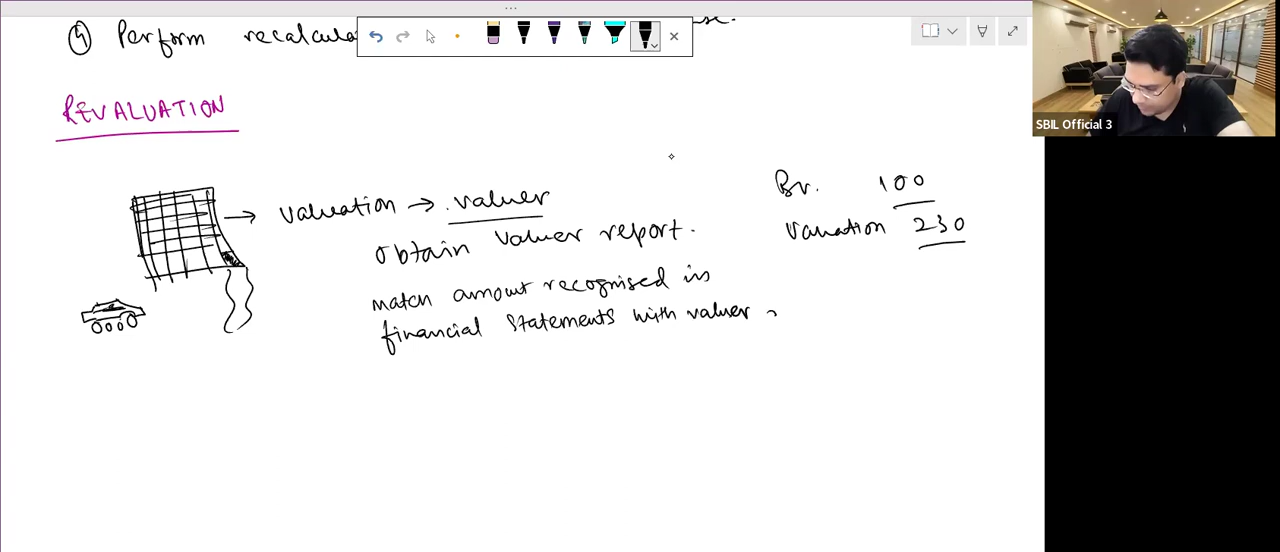 ④ Perform recalcula
REVALUATION
→ valuation → valuer
obtain valuer report.
match amount recognised in
financial statements with valuer
Br. 100
Valuation 230
SBIL Official 3